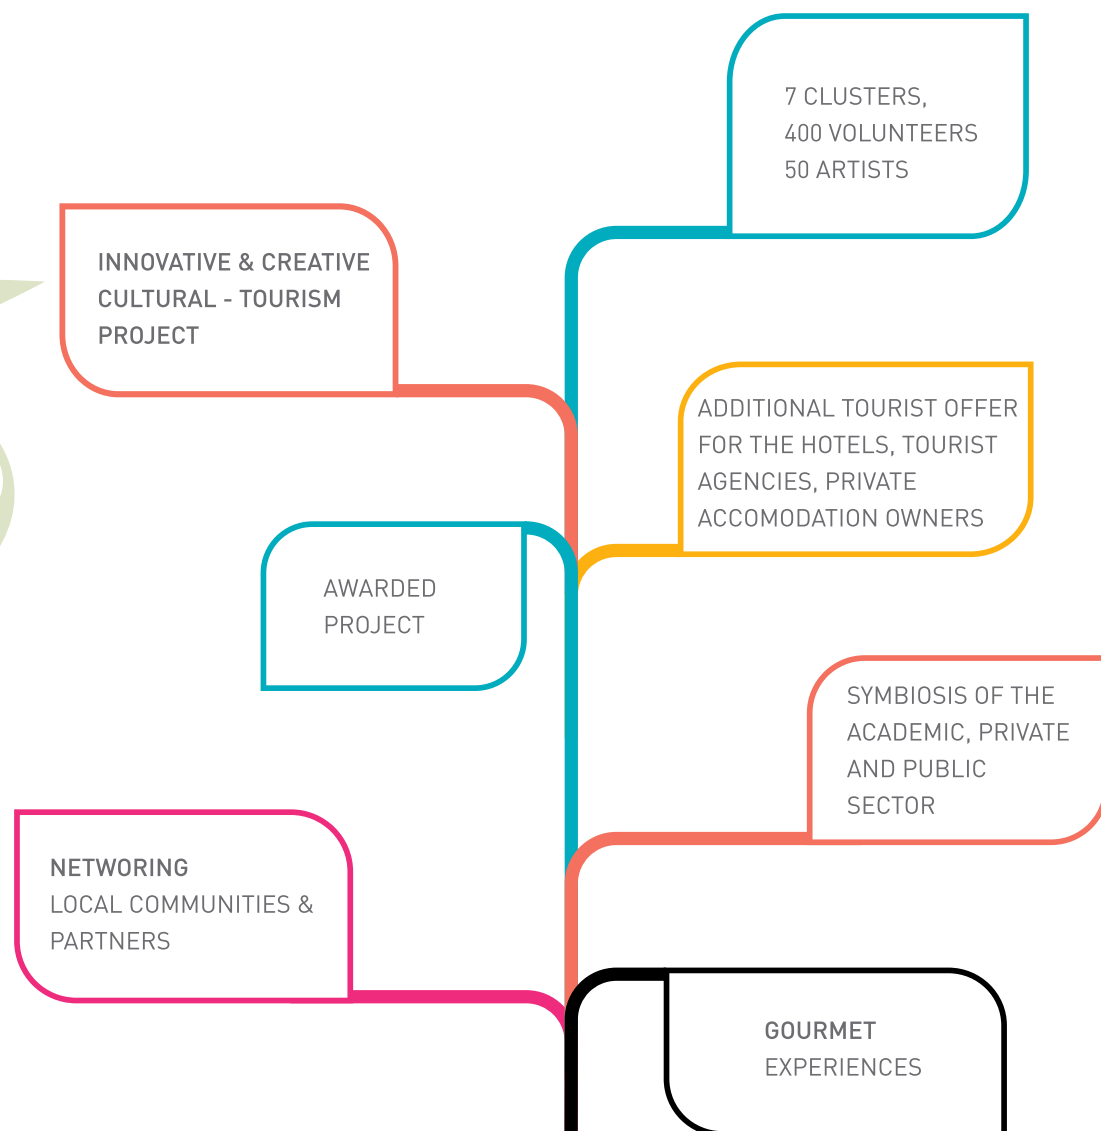 7 CLUSTERS,
400 VOLUNTEERS
50 ARTISTS
INNOVATIVE & CREATIVE
CULTURAL - TOURISM
PROJECT
ADDITIONAL TOURIST OFFER
FOR THE HOTELS, TOURIST
AGENCIES, PRIVATE
ACCOMODATION OWNERS
AWARDED
PROJECT
SYMBIOSIS OF THE
ACADEMIC, PRIVATE
AND PUBLIC
SECTOR
NETWORING
LOCAL COMMUNITIES &
PARTNERS
GOURMET
EXPERIENCES